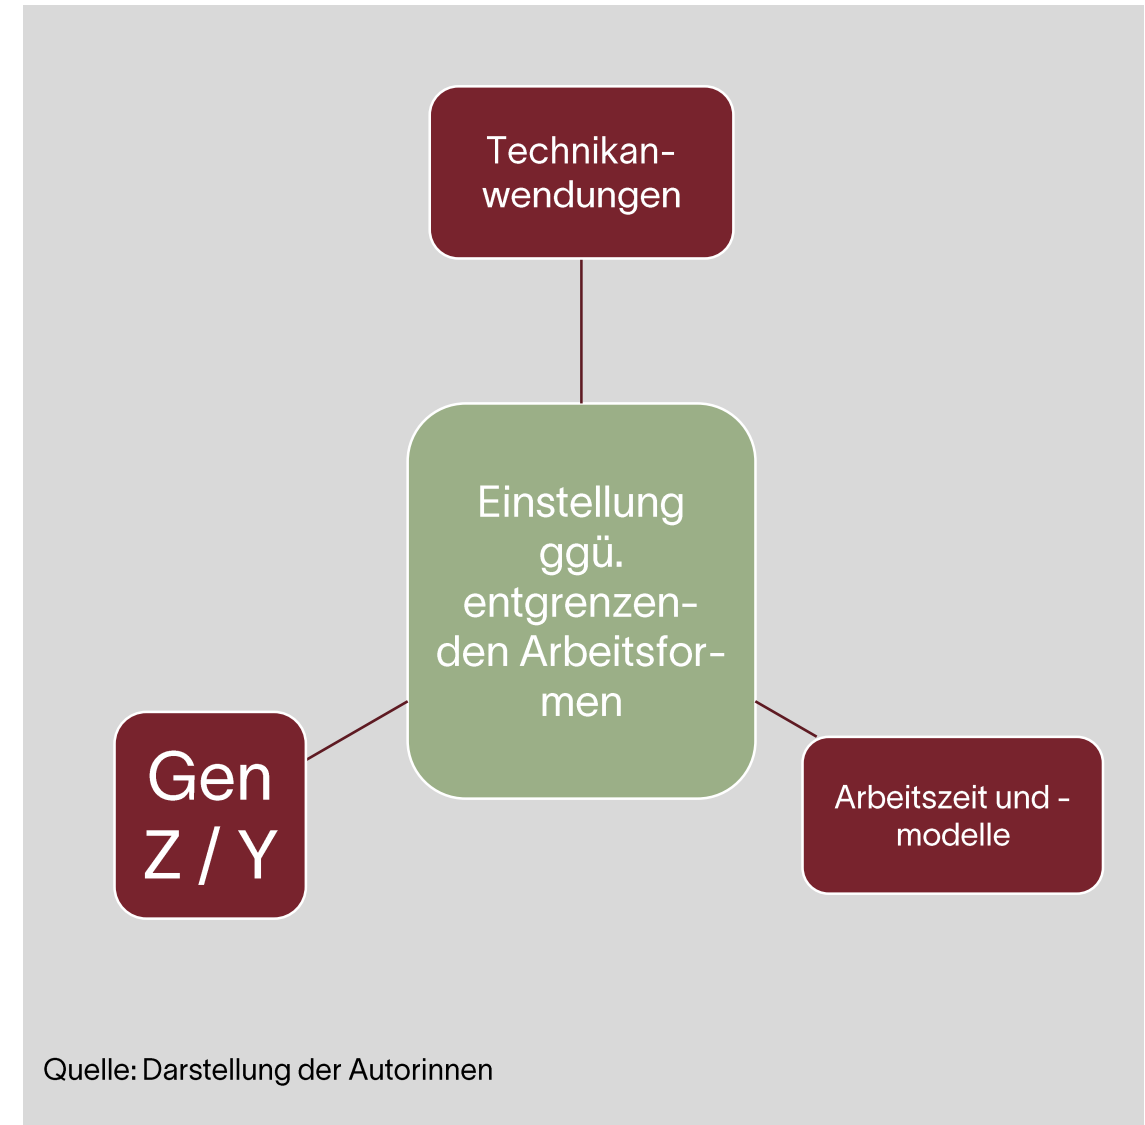 Technikan-
wendungen
Einstellung
ggü.
entgrenzen-
den Arbeitsfor-
men
Gen
Z / Y
Arbeitszeit und -
modelle
Quelle: Darstellung der Autorinnen